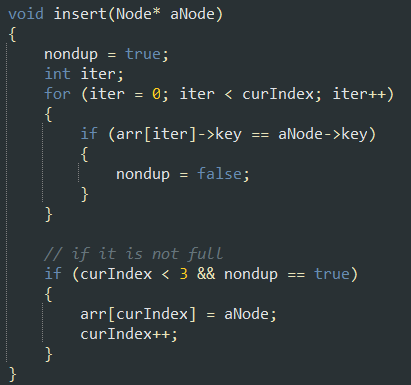 void insert(Node* aNode)
{
    nondup = true;
    int iter;
    for (iter = 0; iter < curIndex; iter++)
    {
        if (arr[iter]->key == aNode->key)
        {
            nondup = false;
        }
    }

    // if it is not full
    if (curIndex < 3 && nondup == true)
    {
        arr[curIndex] = aNode;
        curIndex++;
    }
}